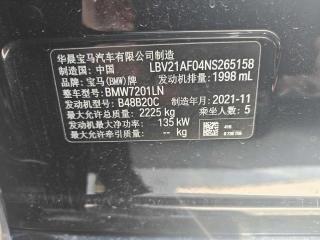 华晨宝马汽车有限公司制造
制造国：中国 LBV21AF04NS265158
品牌：宝马(BMW)牌 发动机排量：1998 mL
整车型号：BMW7201LN
发动机型号：B48B20C 制造年月：2021-11
最大允许总质量：2225 kg 乘坐人数：5
发动机最大净功率：135 kW
最大允许牵引质量：-- kg